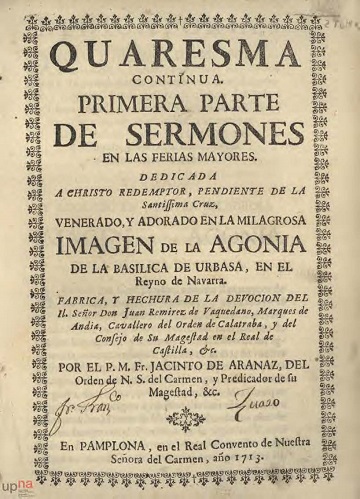 QUARESMA
CONTINUA.
PRIMERA PARTE
DE SERMONES
EN LAS FERIAS MAYORES.
DEDICADA
A CHRISTO REDEMPTOR, PENDIENTE DE LA
Santissima Cruz,
VENERADO, Y ADORADO EN LA MILAGROSA
IMAGEN DE LA AGONIA
DE LA BASILICA DE URBASA, EN EL
Reyno de Navarra.
FABRICA, Y HECHURA DE LA DEVOCION DEL
Il. Señor Don Juan Remirez de Vaquedano, Marques de
Andia, Cavallero del Orden de Calatraba, y del
Consejo de Su Magestad en el Real de
Castilla, &c.
POR EL P. M. Fr. JACINTO DE ARANAZ, DEL
Orden de N. S. del Carmen, y Predicador de su
Magestad, &c.
En PAMPLONA, en el Real Convento de Nuestra
Señora del Carmen, año 1713.
upna